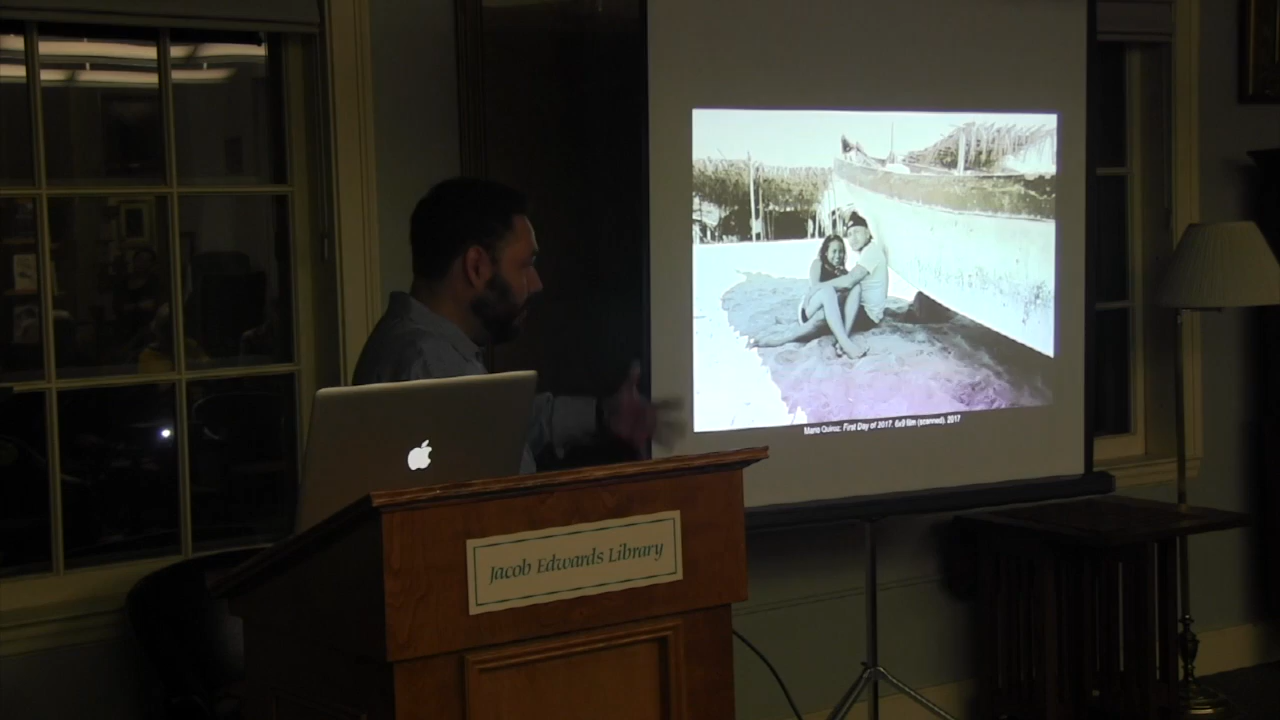 Mario Quiroz: First Day of 2017. 6x9 film (scanned). 2017
Jacob Edwards Library